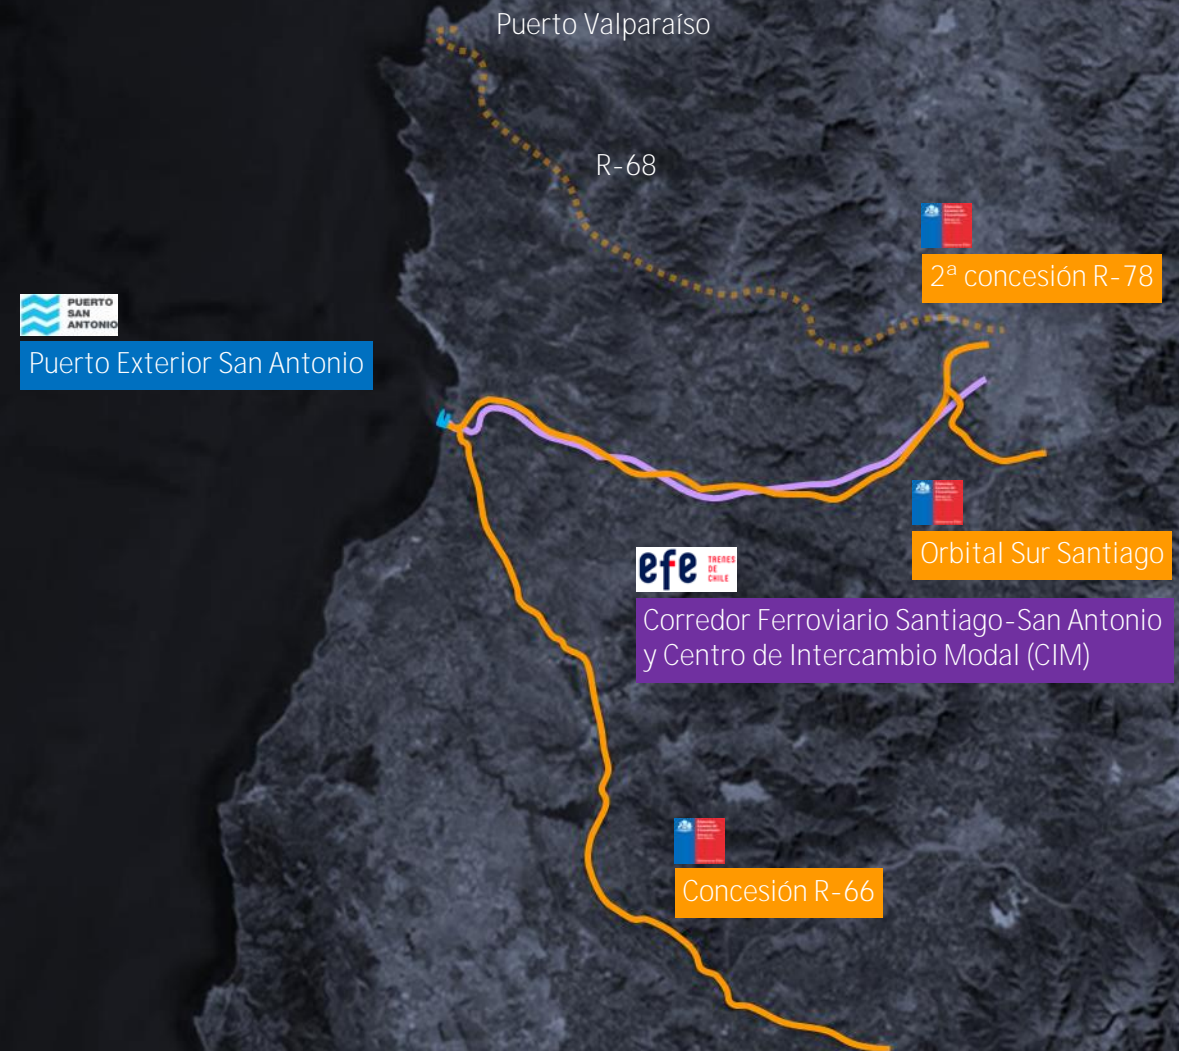 Puerto Valparaíso
R-68
2ª concesión R-78
PUERTO
SAN
ANTONIO
Puerto Exterior San Antonio
Orbital Sur Santiago
efe TRENES
DE
CHILE
Corredor Ferroviario Santiago-San Antonio
y Centro de Intercambio Modal (CIM)
Concesión R-66